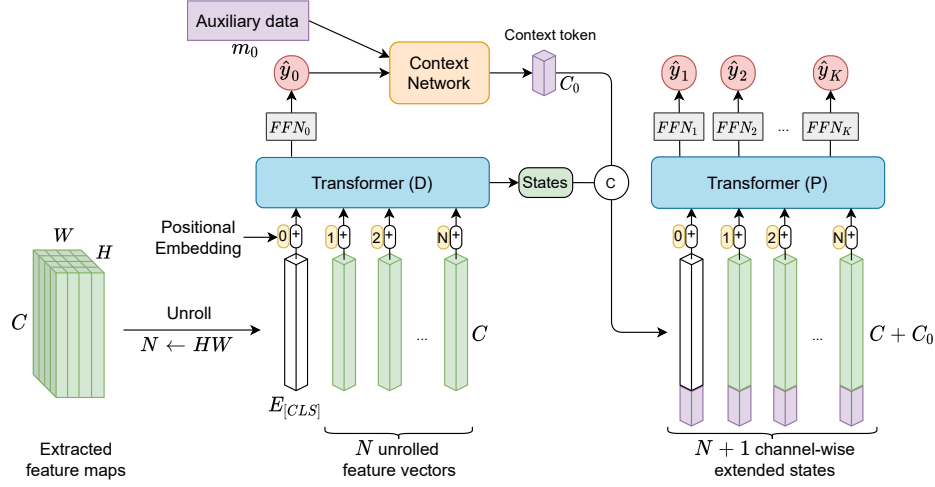 Auxiliary data
m_0
ŷ_0
Context
Network
Context token
C_0
ŷ_1
ŷ_2
ŷ_K
FFN_0
FFN_1
FFN_2
...
FFN_K
Transformer (D)
States
C
Transformer (P)
Positional
Embedding
0 +
1 +
2 +
N +
0 +
1 +
2 +
N +
W
H
C
Unroll
N ← HW
...
C
...
C + C_0
E_[CLS]
Extracted
feature maps
N unrolled
feature vectors
N + 1 channel-wise
extended states